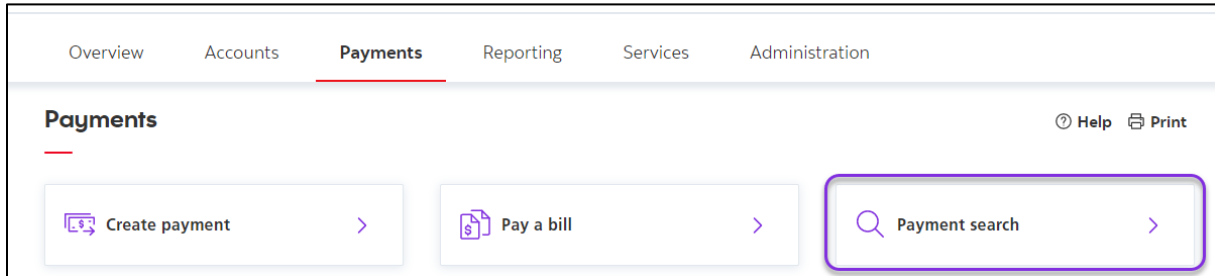 Overview Accounts Payments Reporting Services Administration
Payments
Help Print
Create payment
Pay a bill
Payment search